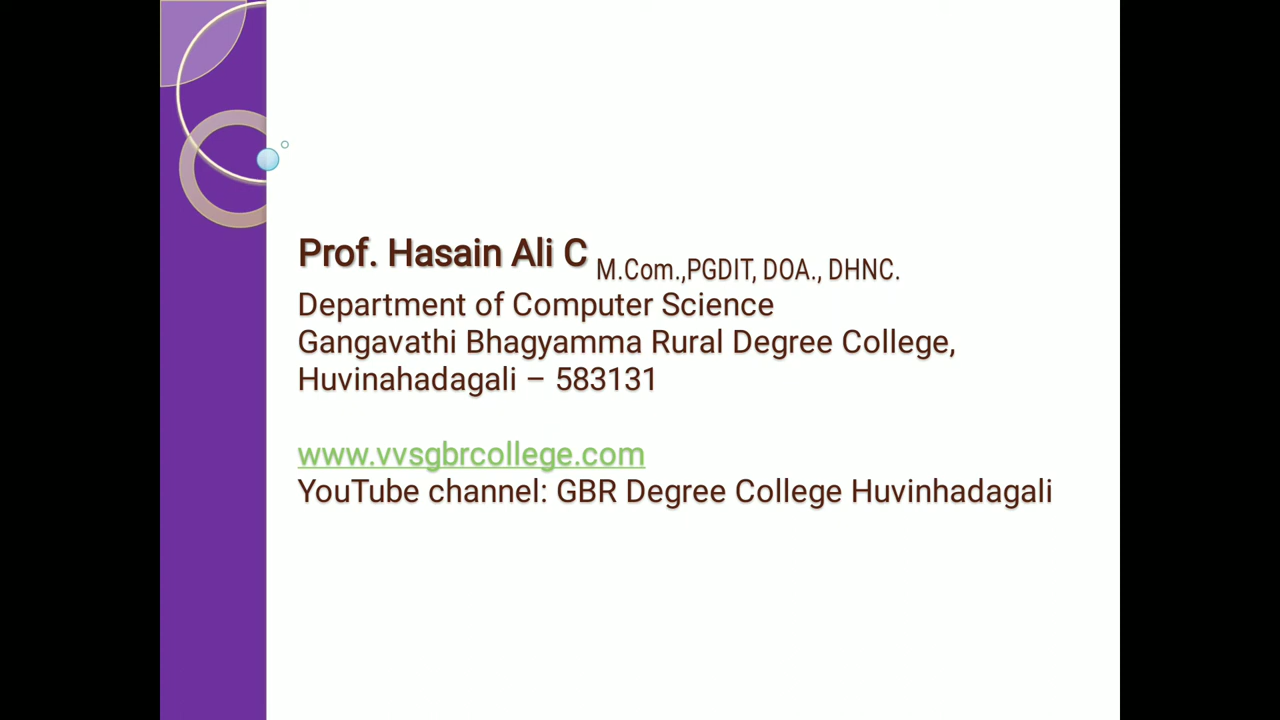 Prof. Hasain Ali C M.Com.,PGDIT, DOA., DHNC.
Department of Computer Science
Gangavathi Bhagyamma Rural Degree College,
Huvinahadagali – 583131
www.vvsgbrcollege.com
YouTube channel: GBR Degree College Huvinhadagali